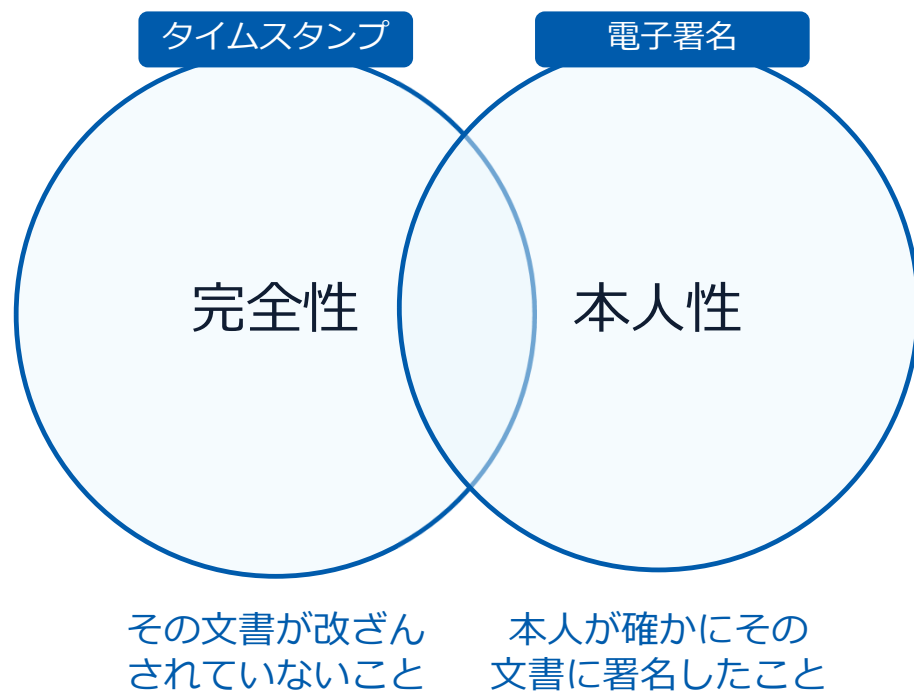 タイムスタンプ
電子署名
完全性
本人性
その文書が改ざん
されていないこと
本人が確かにその
文書に署名したこと